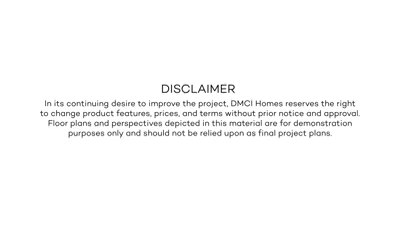 DISCLAIMER
In its continuing desire to improve the project, DMCI Homes reserves the right
to change product features, prices, and terms without prior notice and approval.
Floor plans and perspectives depicted in this material are for demonstration
purposes only and should not be relied upon as final project plans.